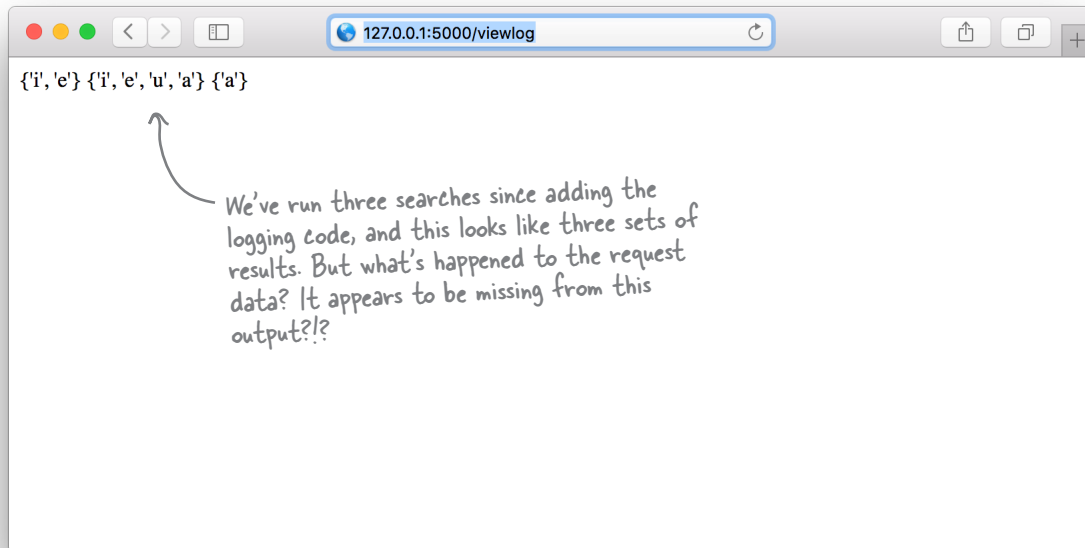 127.0.0.1:5000/viewlog
{'i', 'e'} {'i', 'e', 'u', 'a'} {'a'}
We've run three searches since adding the
logging code, and this looks like three sets of
results. But what's happened to the request
data? It appears to be missing from this
output?!?